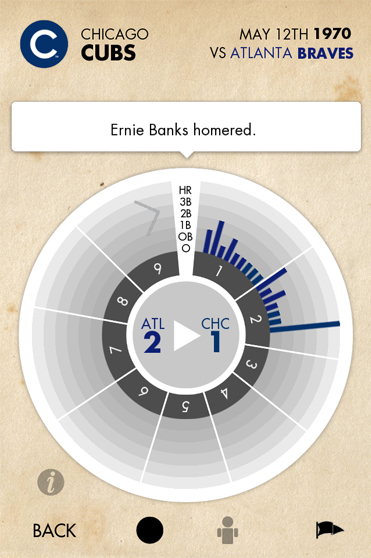 C
CHICAGO
CUBS
MAY 12TH 1970
VS ATLANTA BRAVES
Ernie Banks homered.
HR
3B
2B
1B
OB
O
1
2
3
4
5
6
7
8
9
ATL
2
CHC
1
i
BACK